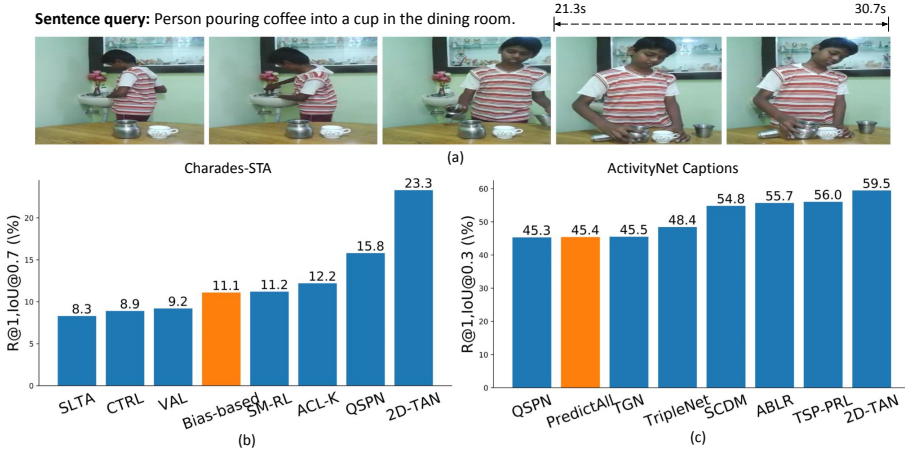 Sentence query: Person pouring coffee into a cup in the dining room.
21.3s 30.7s
(a)
Charades-STA
R@1,IoU@0.7 (\%)
20
15
10
5
0
8.3 8.9 9.2 11.1 11.2 12.2 15.8 23.3
SLTA CTRL VAL Bias-based SM-RL ACL-K QSPN 2D-TAN
(b)
ActivityNet Captions
R@1,IoU@0.3 (\%)
60
50
40
30
20
10
0
45.3 45.4 45.5 48.4 54.8 55.7 56.0 59.5
QSPN PredictAll TGN TripleNet SCDM ABLR TSP-PRL 2D-TAN
(c)